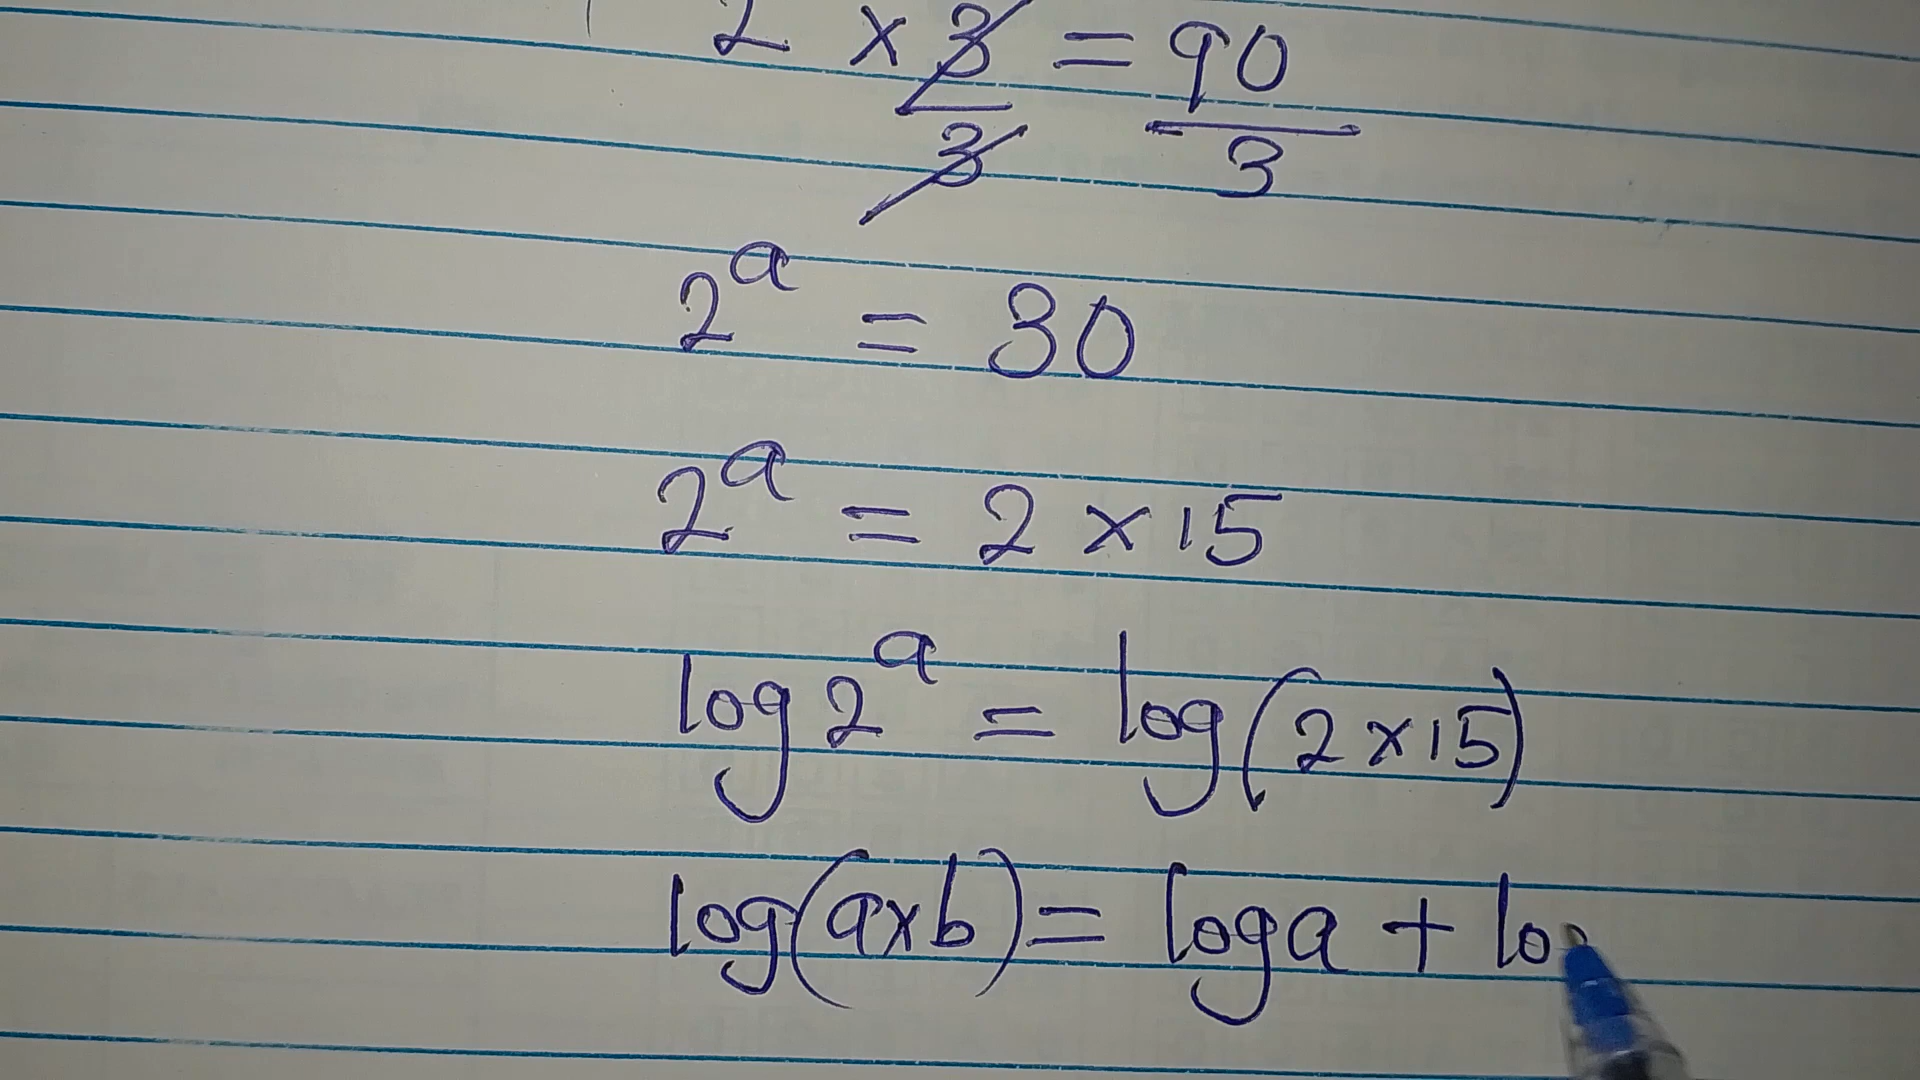 2 × 3/3 = 90/3
2^a = 30
2^a = 2 × 15
log 2^a = log(2 × 15)
log(a×b) = log a + lo